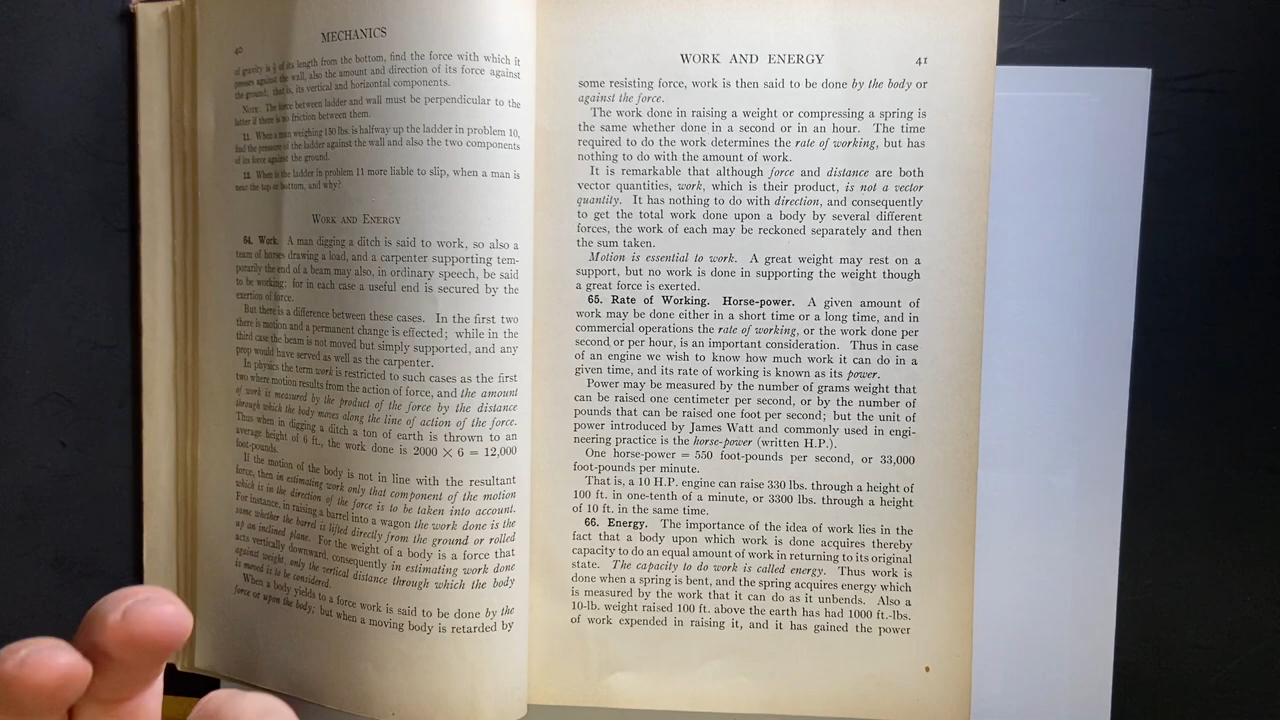 40
MECHANICS
of gravity is ⅓ of its length from the bottom, find the force with which it
presses against the wall, also the amount and direction of its force against
the ground; that is, its vertical and horizontal components.
NOTE. The force between ladder and wall must be perpendicular to the
latter if there is no friction between them.
11. When a man weighing 150 lbs. is halfway up the ladder in problem 10,
find the pressure of the ladder against the wall and also the two components
of its force against the ground.
12. When is the ladder in problem 11 more liable to slip, when a man is
near the top or bottom, and why?
WORK AND ENERGY
64. Work. A man digging a ditch is said to work, so also a
team of horses drawing a load, and a carpenter supporting tem-
porarily the end of a beam may also, in ordinary speech, be said
to be working: for in each case a useful end is secured by the
exertion of force.
But there is a difference between these cases. In the first two
there is motion and a permanent change is effected; while in the
third case the beam is not moved but simply supported, and any
prop would have served as well as the carpenter.
In physics the term work is restricted to such cases as the first
two where motion results from the action of force, and the amount
of work is measured by the product of the force by the distance
through which the body moves along the line of action of the force.
Thus when in digging a ditch a ton of earth is thrown to an
average height of 6 ft., the work done is 2000 × 6 = 12,000
foot-pounds.
If the motion of the body is not in line with the resultant
force, then in estimating work only that component of the motion
which is in the direction of the force is to be taken into account.
For instance, in raising a barrel into a wagon the work done is the
same whether the barrel is lifted directly from the ground or rolled
up an inclined plane. For the weight of a body is a force that
acts vertically downward, consequently in estimating work done
against weight, only the vertical distance through which the body
is moved is to be considered.
When a body yields to a force work is said to be done by the
force or upon the body; but when a moving body is retarded by
WORK AND ENERGY
41
some resisting force, work is then said to be done by the body or
against the force.
The work done in raising a weight or compressing a spring is
the same whether done in a second or in an hour. The time
required to do the work determines the rate of working, but has
nothing to do with the amount of work.
It is remarkable that although force and distance are both
vector quantities, work, which is their product, is not a vector
quantity. It has nothing to do with direction, and consequently
to get the total work done upon a body by several different
forces, the work of each may be reckoned separately and then
the sum taken.
Motion is essential to work. A great weight may rest on a
support, but no work is done in supporting the weight though
a great force is exerted.
65. Rate of Working. Horse-power. A given amount of
work may be done either in a short time or a long time, and in
commercial operations the rate of working, or the work done per
second or per hour, is an important consideration. Thus in case
of an engine we wish to know how much work it can do in a
given time, and its rate of working is known as its power.
Power may be measured by the number of grams weight that
can be raised one centimeter per second, or by the number of
pounds that can be raised one foot per second; but the unit of
power introduced by James Watt and commonly used in engi-
neering practice is the horse-power (written H.P.).
One horse-power = 550 foot-pounds per second, or 33,000
foot-pounds per minute.
That is, a 10 H.P. engine can raise 330 lbs. through a height of
100 ft. in one-tenth of a minute, or 3300 lbs. through a height
of 10 ft. in the same time.
66. Energy. The importance of the idea of work lies in the
fact that a body upon which work is done acquires thereby
capacity to do an equal amount of work in returning to its original
state. The capacity to do work is called energy. Thus work is
done when a spring is bent, and the spring acquires energy which
is measured by the work that it can do as it unbends. Also a
10-lb. weight raised 100 ft. above the earth has had 1000 ft.-lbs.
of work expended in raising it, and it has gained the power